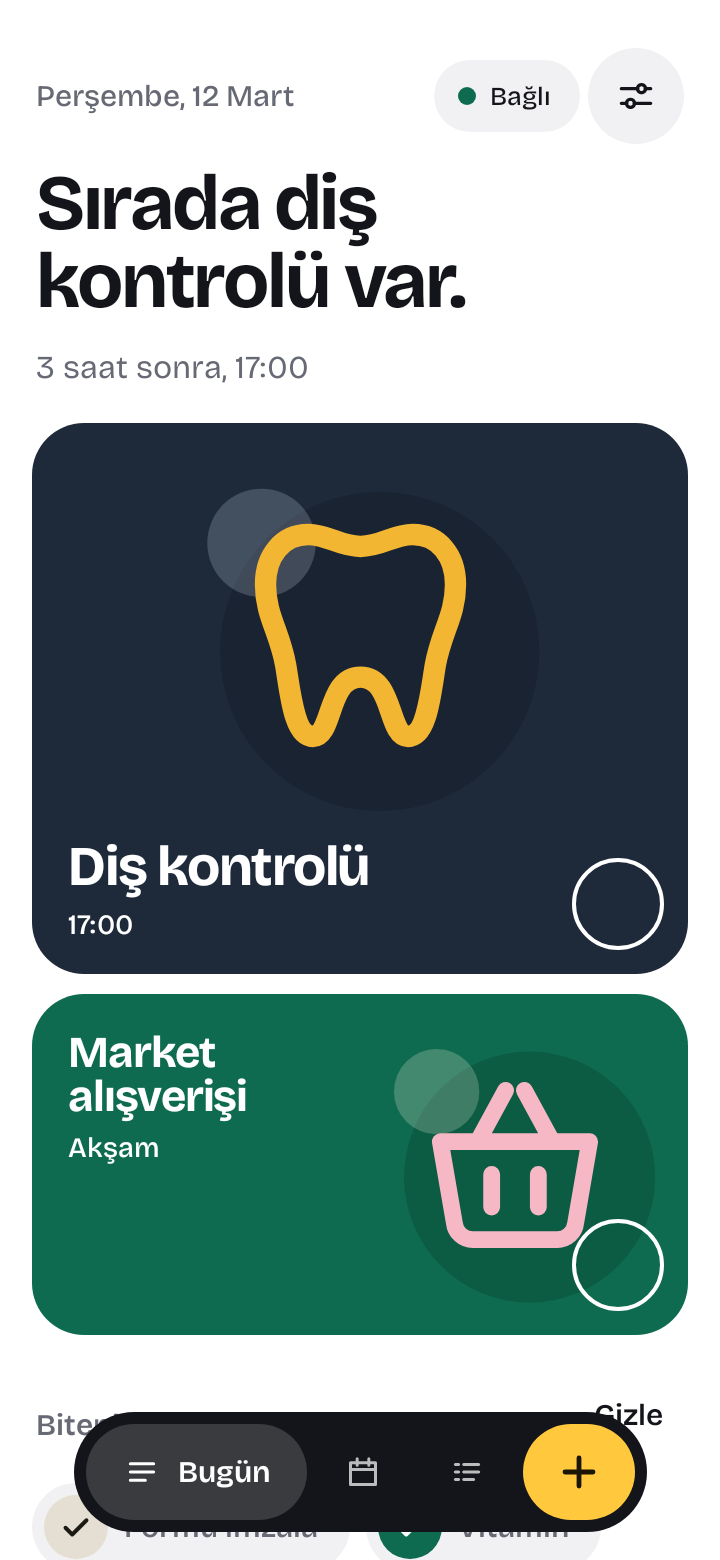 Perşembe, 12 Mart
Bağlı
Sırada diş
kontrolü var.
3 saat sonra, 17:00
Diş kontrolü
17:00
Market
alışverişi
Akşam
Gizle
Bugün